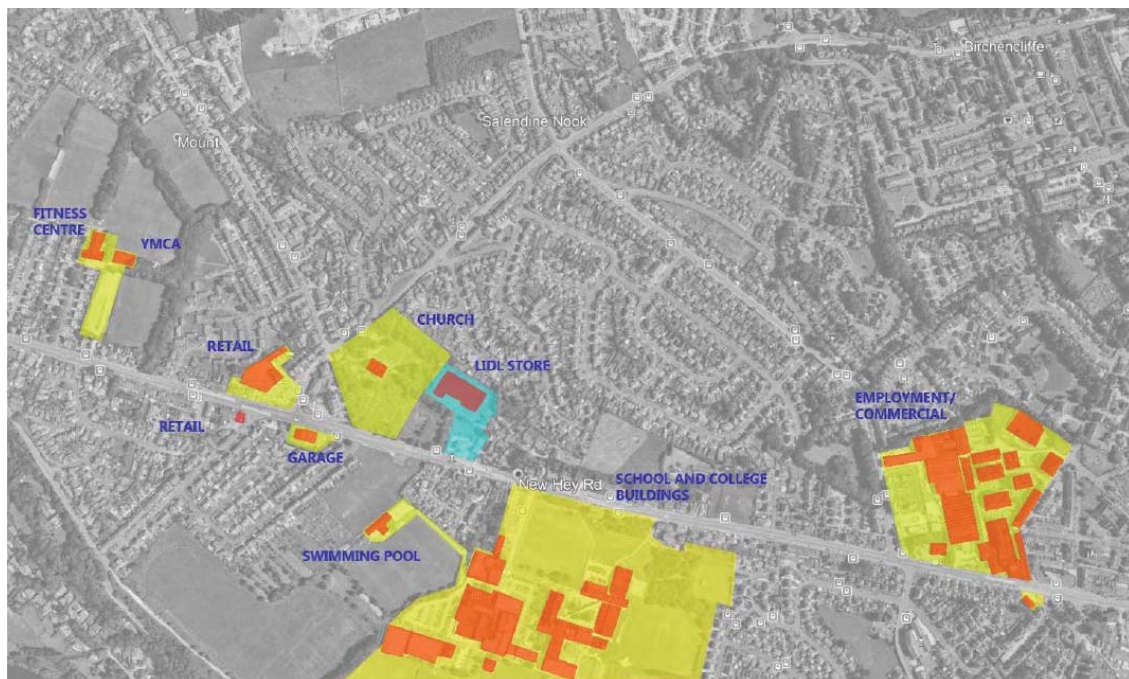 Birchencliffe
Salendine Nook
Mount
FITNESS
CENTRE
YMCA
CHURCH
RETAIL
LIDL STORE
EMPLOYMENT/
COMMERCIAL
RETAIL
GARAGE
SCHOOL AND COLLEGE
BUILDINGS
New Hey Rd
SWIMMING POOL